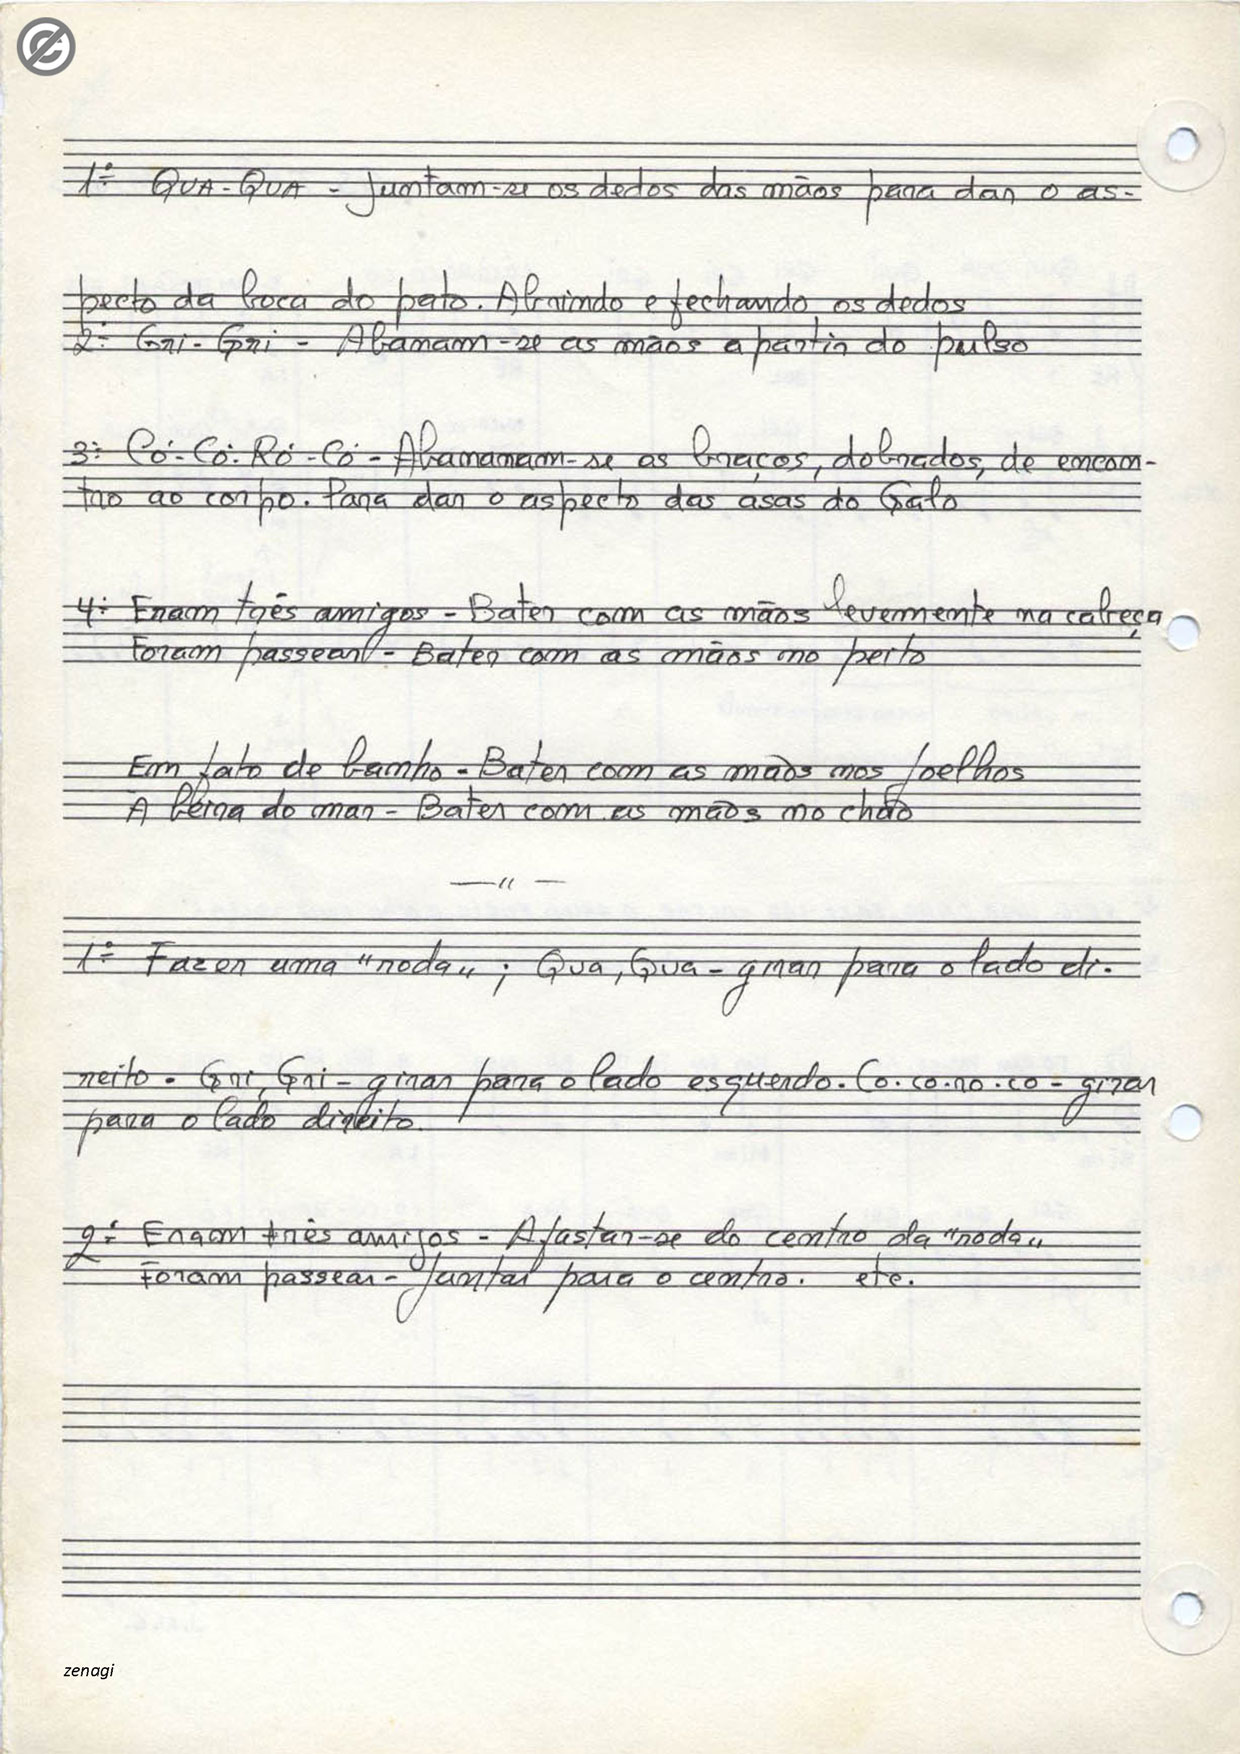 1º QUA-QUA - Juntam-se os dedos das mãos para dar o as-
pecto da boca do pato. Abrindo e fechando os dedos
2º Gri-Gri - Abanam-se as mãos a partir do pulso
3º Có-Có-Ró-Có - Abamanam-se as braços, dobrados, de encon-
tro ao corpo. Para dar o aspecto das asas do Galo
4º Eram três amigos - Bater com as mãos levemente na cabeça
Foram passear - Bater com as mãos no peito
Em fato de banho - Bater com as mãos nos joelhos
A beira do mar - Bater com as mãos no chão
—"—
1º Fazer uma "roda"; Qua, Qua - girar para o lado di-
reito. Gri, Gri - girar para o lado esquerdo. Co.co.ro.co - girar
para o lado direito.
2º Eram três amigos - Afastar-se do centro da "roda"
Foram passear - Juntar para o centro. etc.
zenagi